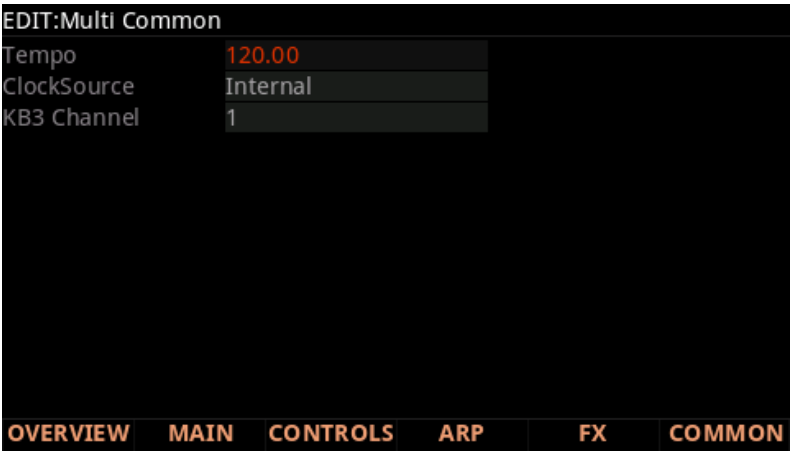 EDIT:Multi Common
Tempo 120.00
ClockSource Internal
KB3 Channel 1
OVERVIEW MAIN CONTROLS ARP FX COMMON